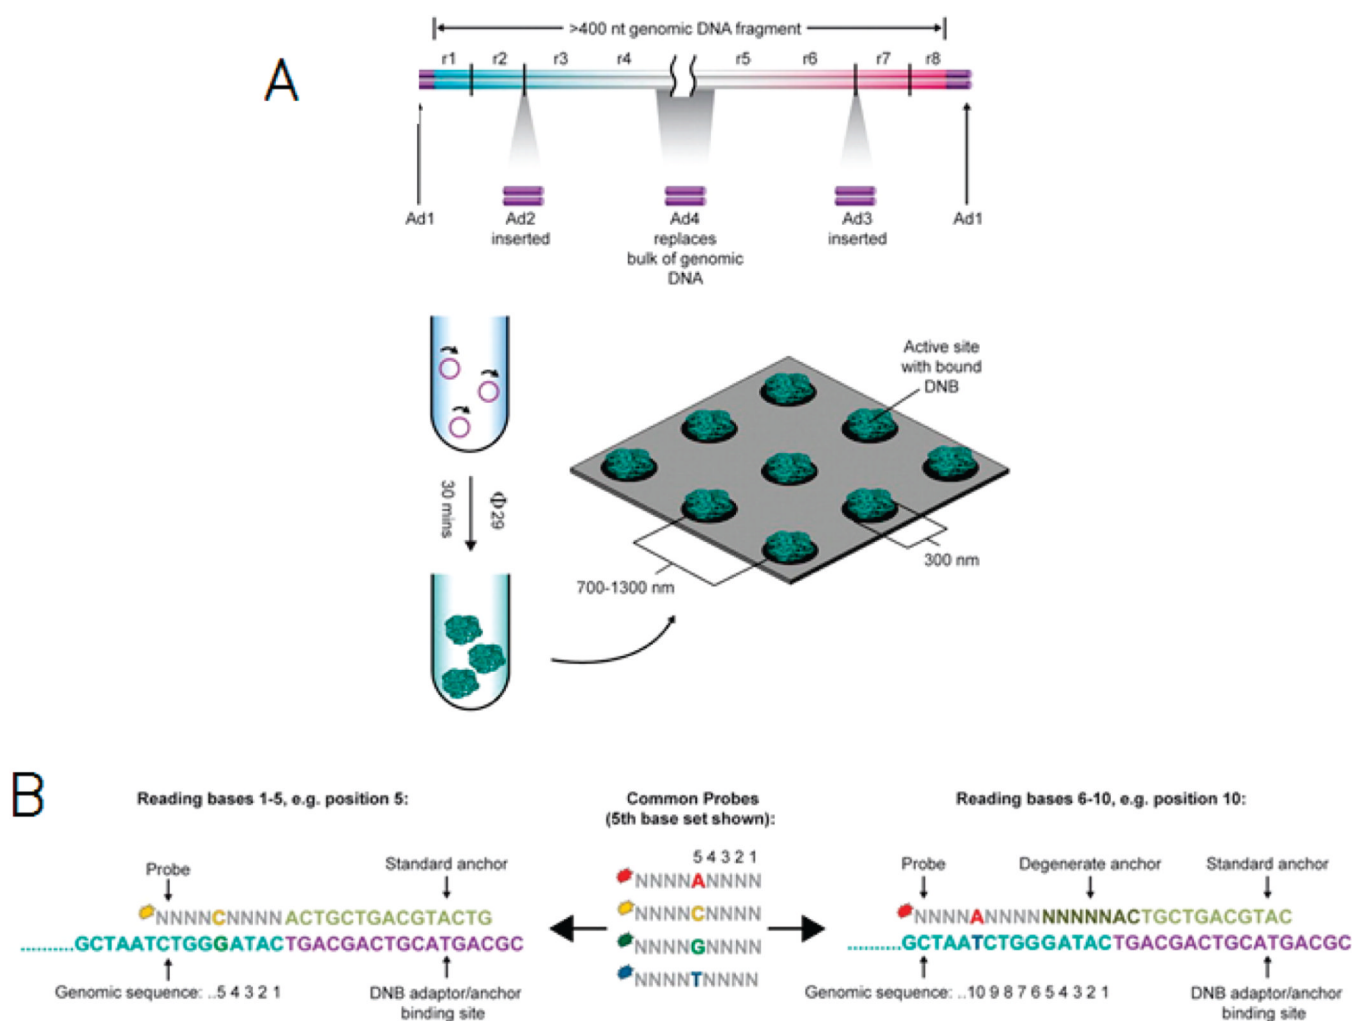 >400 nt genomic DNA fragment
A
r1 r2 r3 r4 r5 r6 r7 r8
Ad1
Ad2
inserted
Ad4
replaces
bulk of genomic
DNA
Ad3
inserted
Ad1
Active site
with bound
DNB
Φ29
30 mins
300 nm
700-1300 nm
B
Reading bases 1-5, e.g. position 5:
Probe
Standard anchor
NNNNCNNNNACTGCTGACGTACTG
..........GCTAATCTGGGATACTGACGACTGCATGACGC
Genomic sequence: ..5 4 3 2 1
DNB adaptor/anchor
binding site
Common Probes
(5th base set shown):
5 4 3 2 1
NNNNANNNN
NNNNCNNNN
NNNNGNNNN
NNNNTNNNN
Reading bases 6-10, e.g. position 10:
Probe
Degenerate anchor
Standard anchor
NNNNANNNNNNNNNACTGCTGACGTAC
..........GCTAATCTGGGATACTGACGACTGCATGACGC
Genomic sequence: ..10 9 8 7 6 5 4 3 2 1
DNB adaptor/anchor
binding site